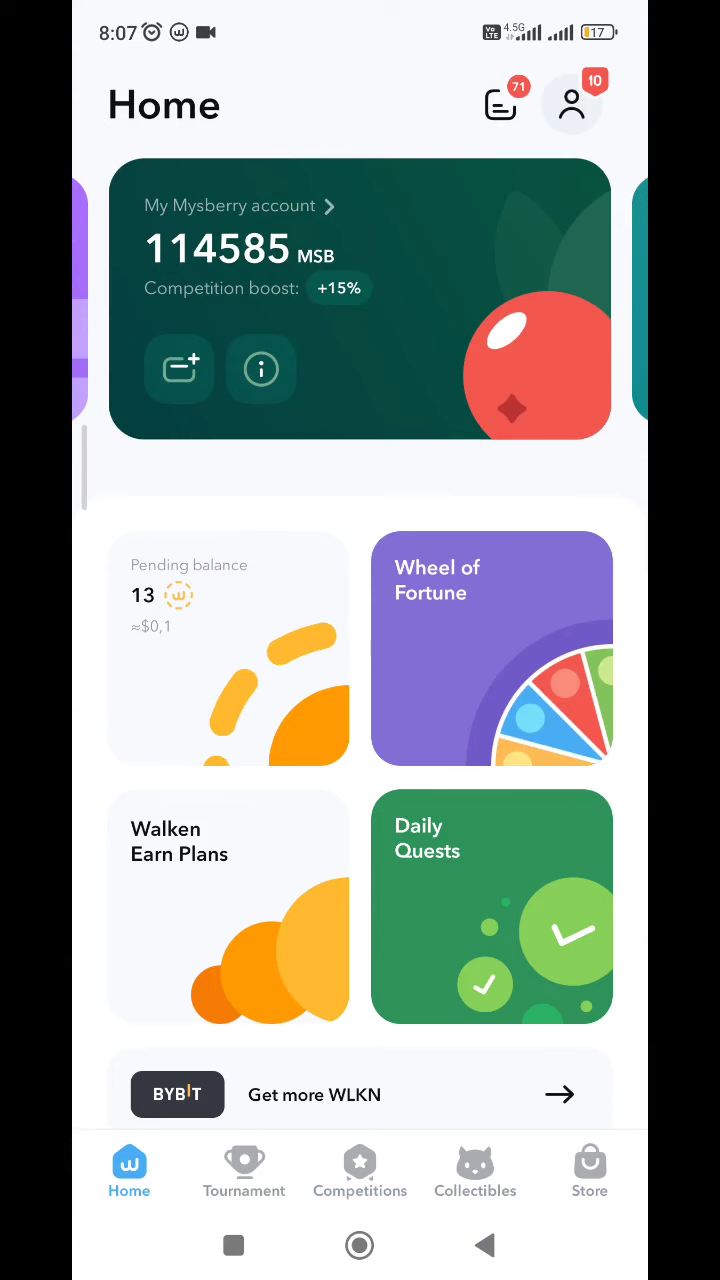 8:07
Vo LTE 4.5G 17
Home
71
10
My Mysberry account
114585 MSB
Competition boost: +15%
Pending balance
13
≈$0,1
Wheel of
Fortune
Walken
Earn Plans
Daily
Quests
BYBIT Get more WLKN
Home Tournament Competitions Collectibles Store